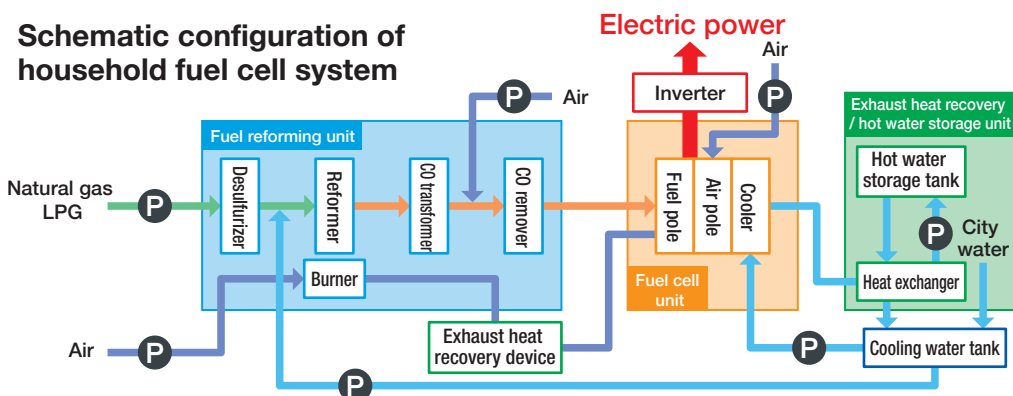 Schematic configuration of
household fuel cell system
Electric power
Air
Inverter
P
P
Air
Exhaust heat recovery
/ hot water storage unit
Fuel reforming unit
Hot water
storage tank
Natural gas
LPG
P
Desulfurizer
Reformer
CO transformer
CO remover
Fuel pole
Air pole
Cooler
P
City
water
Burner
Fuel cell
unit
Heat exchanger
Air
P
Exhaust heat
recovery device
P
Cooling water tank
P